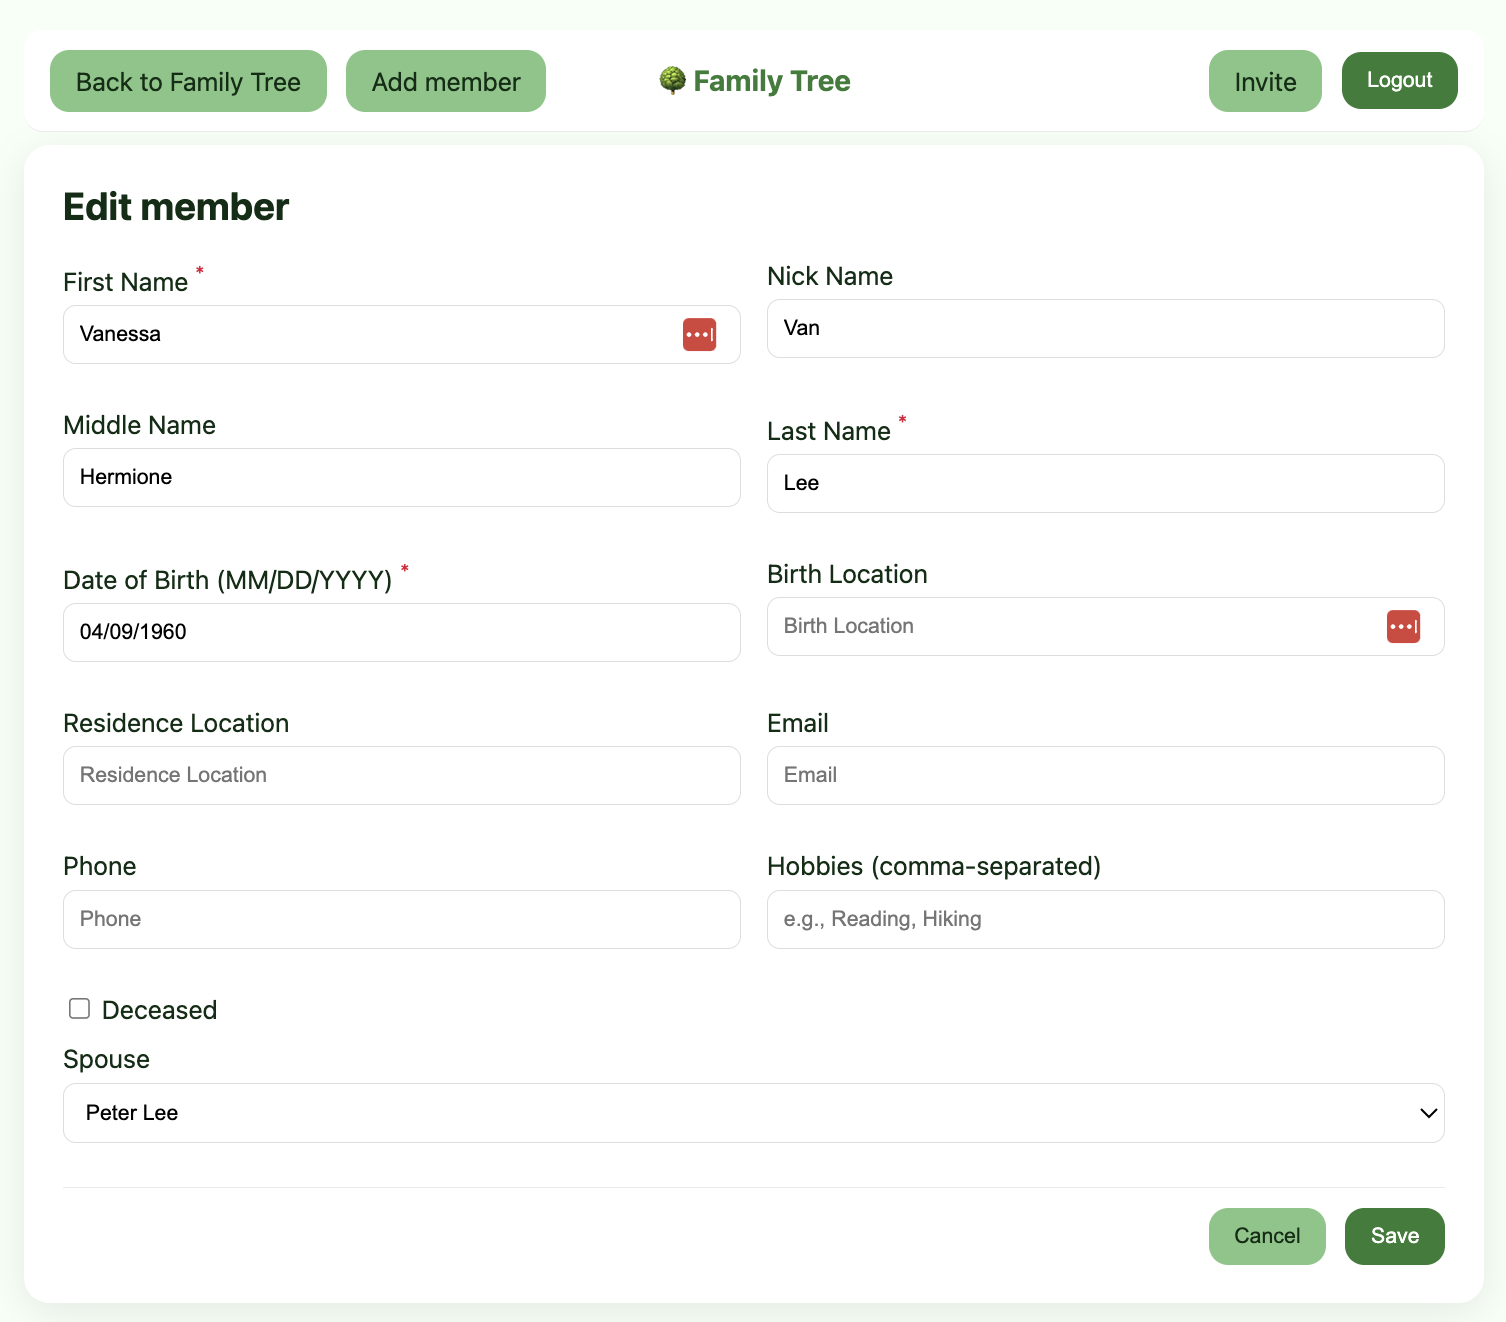 Back to Family Tree Add member Family Tree Invite Logout
Edit member
First Name * Nick Name
Vanessa Van
Middle Name Last Name *
Hermione Lee
Date of Birth (MM/DD/YYYY) * Birth Location
04/09/1960 Birth Location
Residence Location Email
Residence Location Email
Phone Hobbies (comma-separated)
Phone e.g., Reading, Hiking
Deceased
Spouse
Peter Lee
Cancel Save